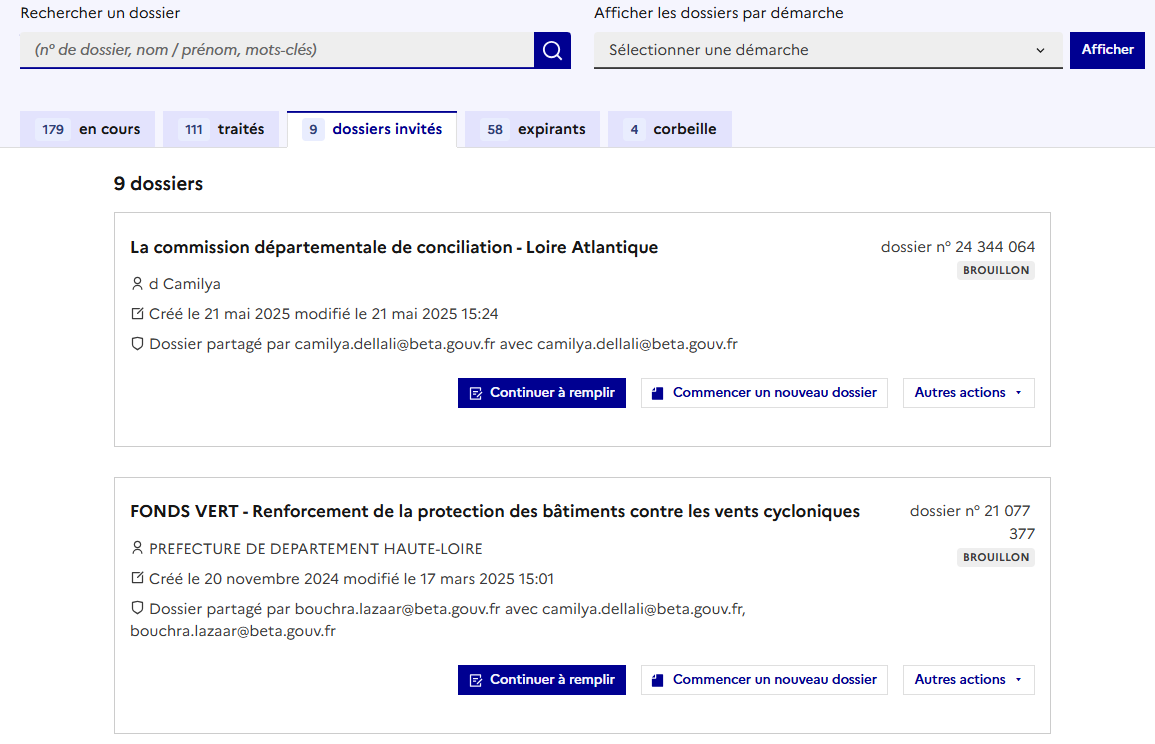 Rechercher un dossier
Afficher les dossiers par démarche
(n° de dossier, nom / prénom, mots-clés)
Sélectionner une démarche
Afficher
179 en cours
111 traités
9 dossiers invités
58 expirants
4 corbeille
9 dossiers
La commission départementale de conciliation - Loire Atlantique
dossier n° 24 344 064
BROUILLON
d Camilya
Créé le 21 mai 2025 modifié le 21 mai 2025 15:24
Dossier partagé par camilya.dellali@beta.gouv.fr avec camilya.dellali@beta.gouv.fr
Continuer à remplir
Commencer un nouveau dossier
Autres actions
FONDS VERT - Renforcement de la protection des bâtiments contre les vents cycloniques
dossier n° 21 077
377
BROUILLON
PREFECTURE DE DEPARTEMENT HAUTE-LOIRE
Créé le 20 novembre 2024 modifié le 17 mars 2025 15:01
Dossier partagé par bouchra.lazaar@beta.gouv.fr avec camilya.dellali@beta.gouv.fr,
bouchra.lazaar@beta.gouv.fr
Continuer à remplir
Commencer un nouveau dossier
Autres actions